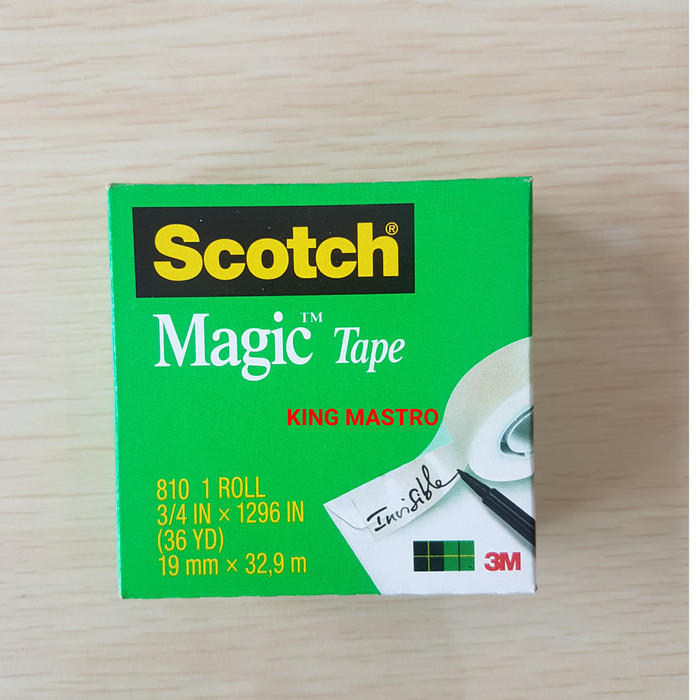 Scotch®
Magic™ Tape
KING MASTRO
810 1 ROLL
3/4 IN × 1296 IN
(36 YD)
19 mm × 32,9 m
Invisible
3M